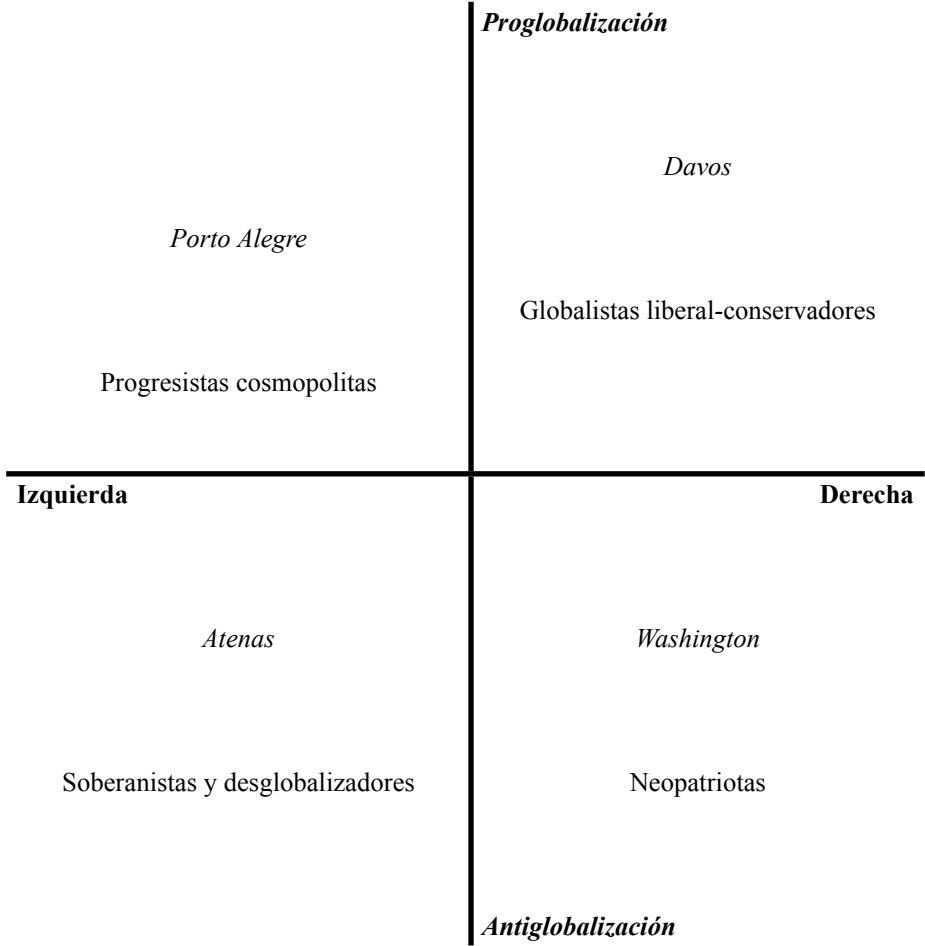 Proglobalización
Davos
Porto Alegre
Globalistas liberal-conservadores
Progresistas cosmopolitas
Izquierda
Derecha
Atenas
Washington
Soberanistas y desglobalizadores
Neopatriotas
Antiglobalización